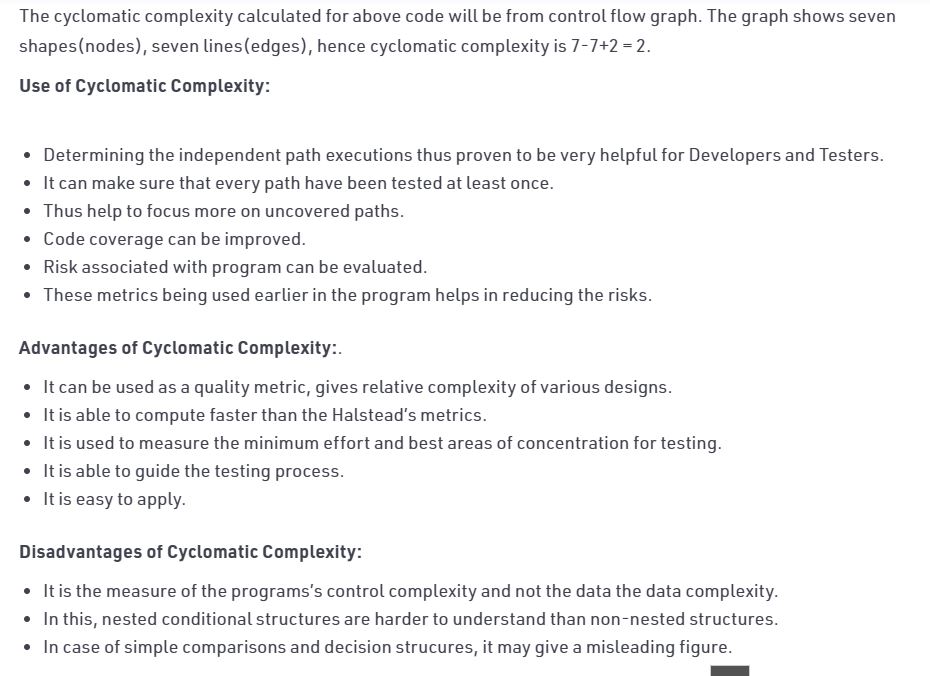 The cyclomatic complexity calculated for above code will be from control flow graph. The graph shows seven
shapes(nodes), seven lines(edges), hence cyclomatic complexity is 7-7+2 = 2.
Use of Cyclomatic Complexity:
• Determining the independent path executions thus proven to be very helpful for Developers and Testers.
• It can make sure that every path have been tested at least once.
• Thus help to focus more on uncovered paths.
• Code coverage can be improved.
• Risk associated with program can be evaluated.
• These metrics being used earlier in the program helps in reducing the risks.
Advantages of Cyclomatic Complexity:.
• It can be used as a quality metric, gives relative complexity of various designs.
• It is able to compute faster than the Halstead's metrics.
• It is used to measure the minimum effort and best areas of concentration for testing.
• It is able to guide the testing process.
• It is easy to apply.
Disadvantages of Cyclomatic Complexity:
• It is the measure of the programs's control complexity and not the data the data complexity.
• In this, nested conditional structures are harder to understand than non-nested structures.
• In case of simple comparisons and decision strucures, it may give a misleading figure.